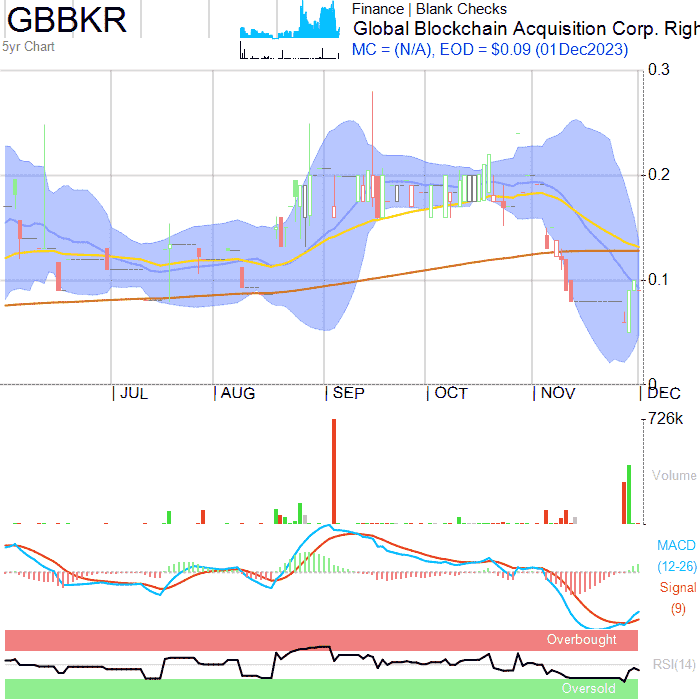 GBBKR
5yr Chart
Finance | Blank Checks
Global Blockchain Acquisition Corp. Righ
MC = (N/A), EOD = $0.09 (01Dec2023)
0.3
0.2
0.1
0
JUL
AUG
SEP
OCT
NOV
DEC
726k
Volume
MACD
(12-26)
Signal
(9)
Overbought
RSI(14)
Oversold